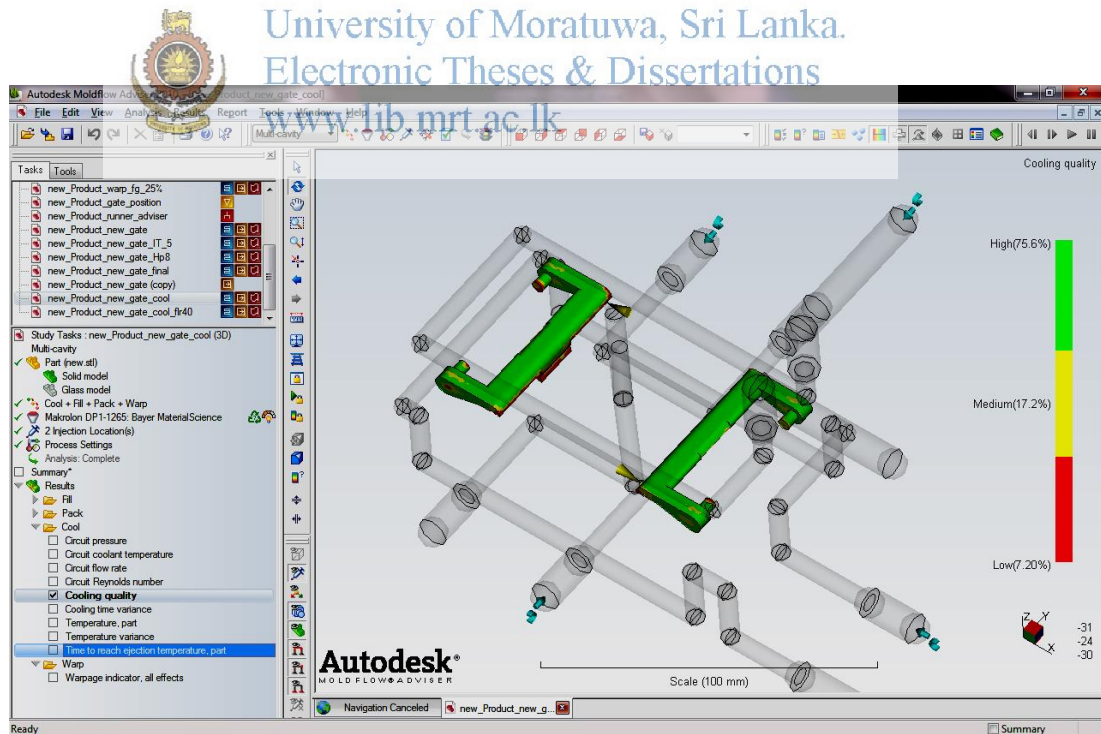 University of Moratuwa, Sri Lanka.
Electronic Theses & Dissertations
www.lib.mrt.ac.lk
Autodesk Moldflow Adviser
File Edit View Analysis Results Report Tools Window Help
Multi-cavity
Tasks Tools
new_Product_warp_fg_25%
new_Product_gate_position
new_Product_runner_adviser
new_Product_new_gate
new_Product_new_gate_IT_5
new_Product_new_gate_Hp8
new_Product_new_gate_final
new_Product_new_gate (copy)
new_Product_new_gate_cool
new_Product_new_gate_cool_flr40
Study Tasks : new_Product_new_gate_cool (3D)
Multi-cavity
Part (new.stl)
Solid model
Glass model
Cool + Fill + Pack + Warp
Makrolon DP1-1265: Bayer MaterialScience
2 Injection Location(s)
Process Settings
Analysis: Complete
Summary*
Results
Fill
Pack
Cool
Circuit pressure
Circuit coolant temperature
Circuit flow rate
Circuit Reynolds number
Cooling quality
Cooling time variance
Temperature, part
Temperature variance
Time to reach ejection temperature, part
Warp
Warpage indicator, all effects
Cooling quality
High(75.6%)
Medium(17.2%)
Low(7.20%)
Z Y
X
-31
-24
-30
Autodesk®
MOLDFLOW® ADVISER
Scale (100 mm)
Navigation Canceled new_Product_new_g...
Ready
Summary